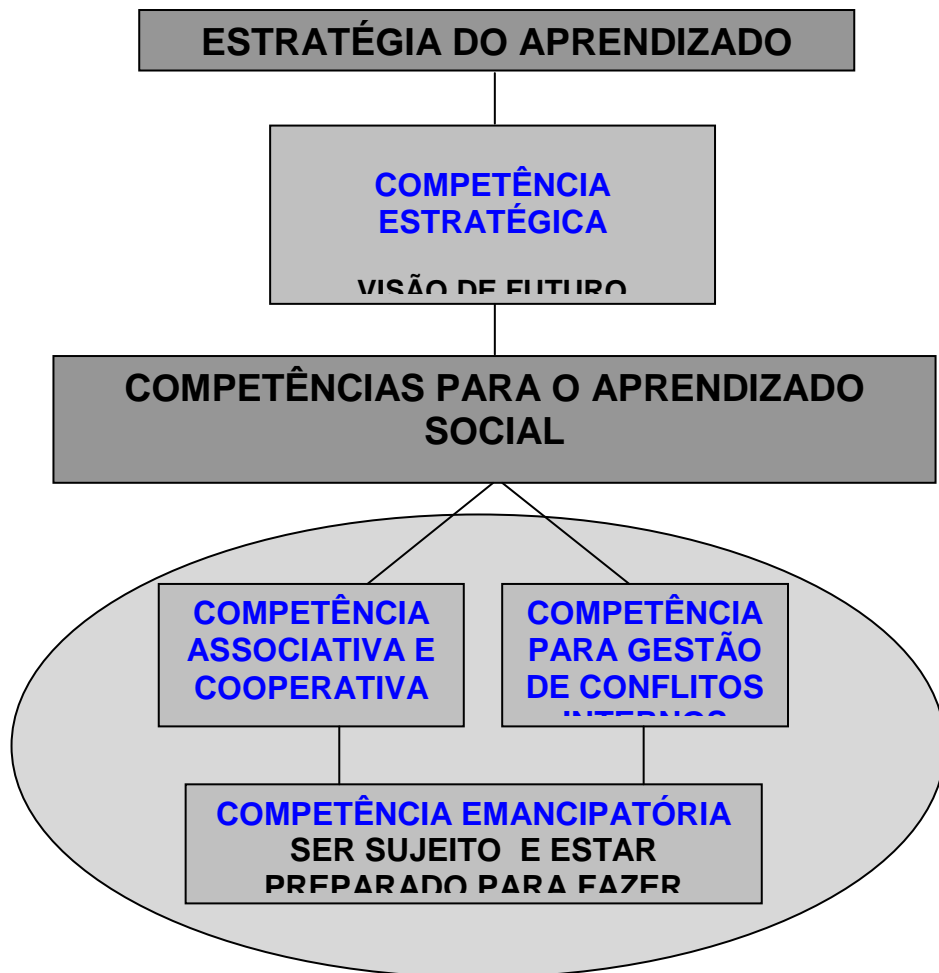 ESTRATÉGIA DO APRENDIZADO
COMPETÊNCIA
ESTRATÉGICA
VISÃO DE FUTURO
COMPETÊNCIAS PARA O APRENDIZADO
SOCIAL
COMPETÊNCIA
ASSOCIATIVA E
COOPERATIVA
COMPETÊNCIA
PARA GESTÃO
DE CONFLITOS
INTERNOS
COMPETÊNCIA EMANCIPATÓRIA
SER SUJEITO E ESTAR
PREPARADO PARA FAZER